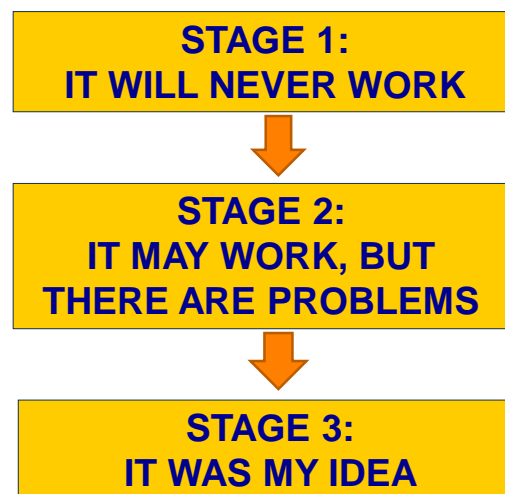 STAGE 1:
IT WILL NEVER WORK
STAGE 2:
IT MAY WORK, BUT
THERE ARE PROBLEMS
STAGE 3:
IT WAS MY IDEA